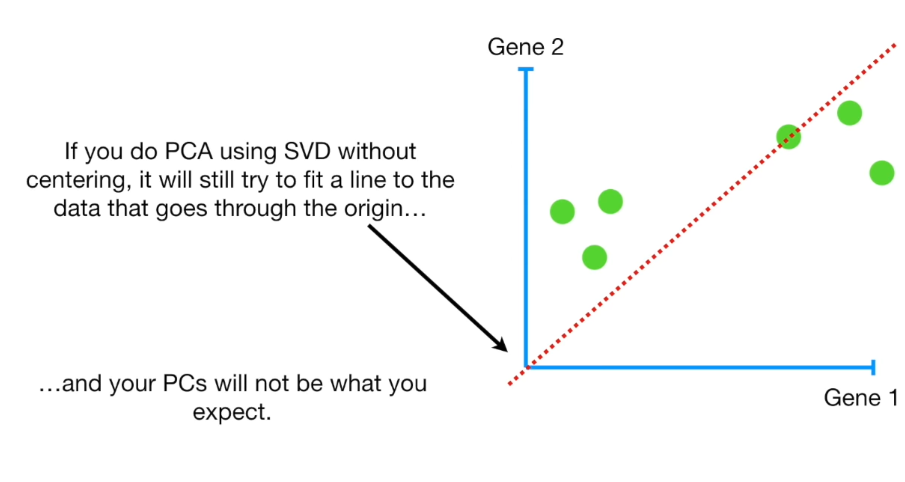 Gene 2
If you do PCA using SVD without
centering, it will still try to fit a line to the
data that goes through the origin…
…and your PCs will not be what you
expect.
Gene 1